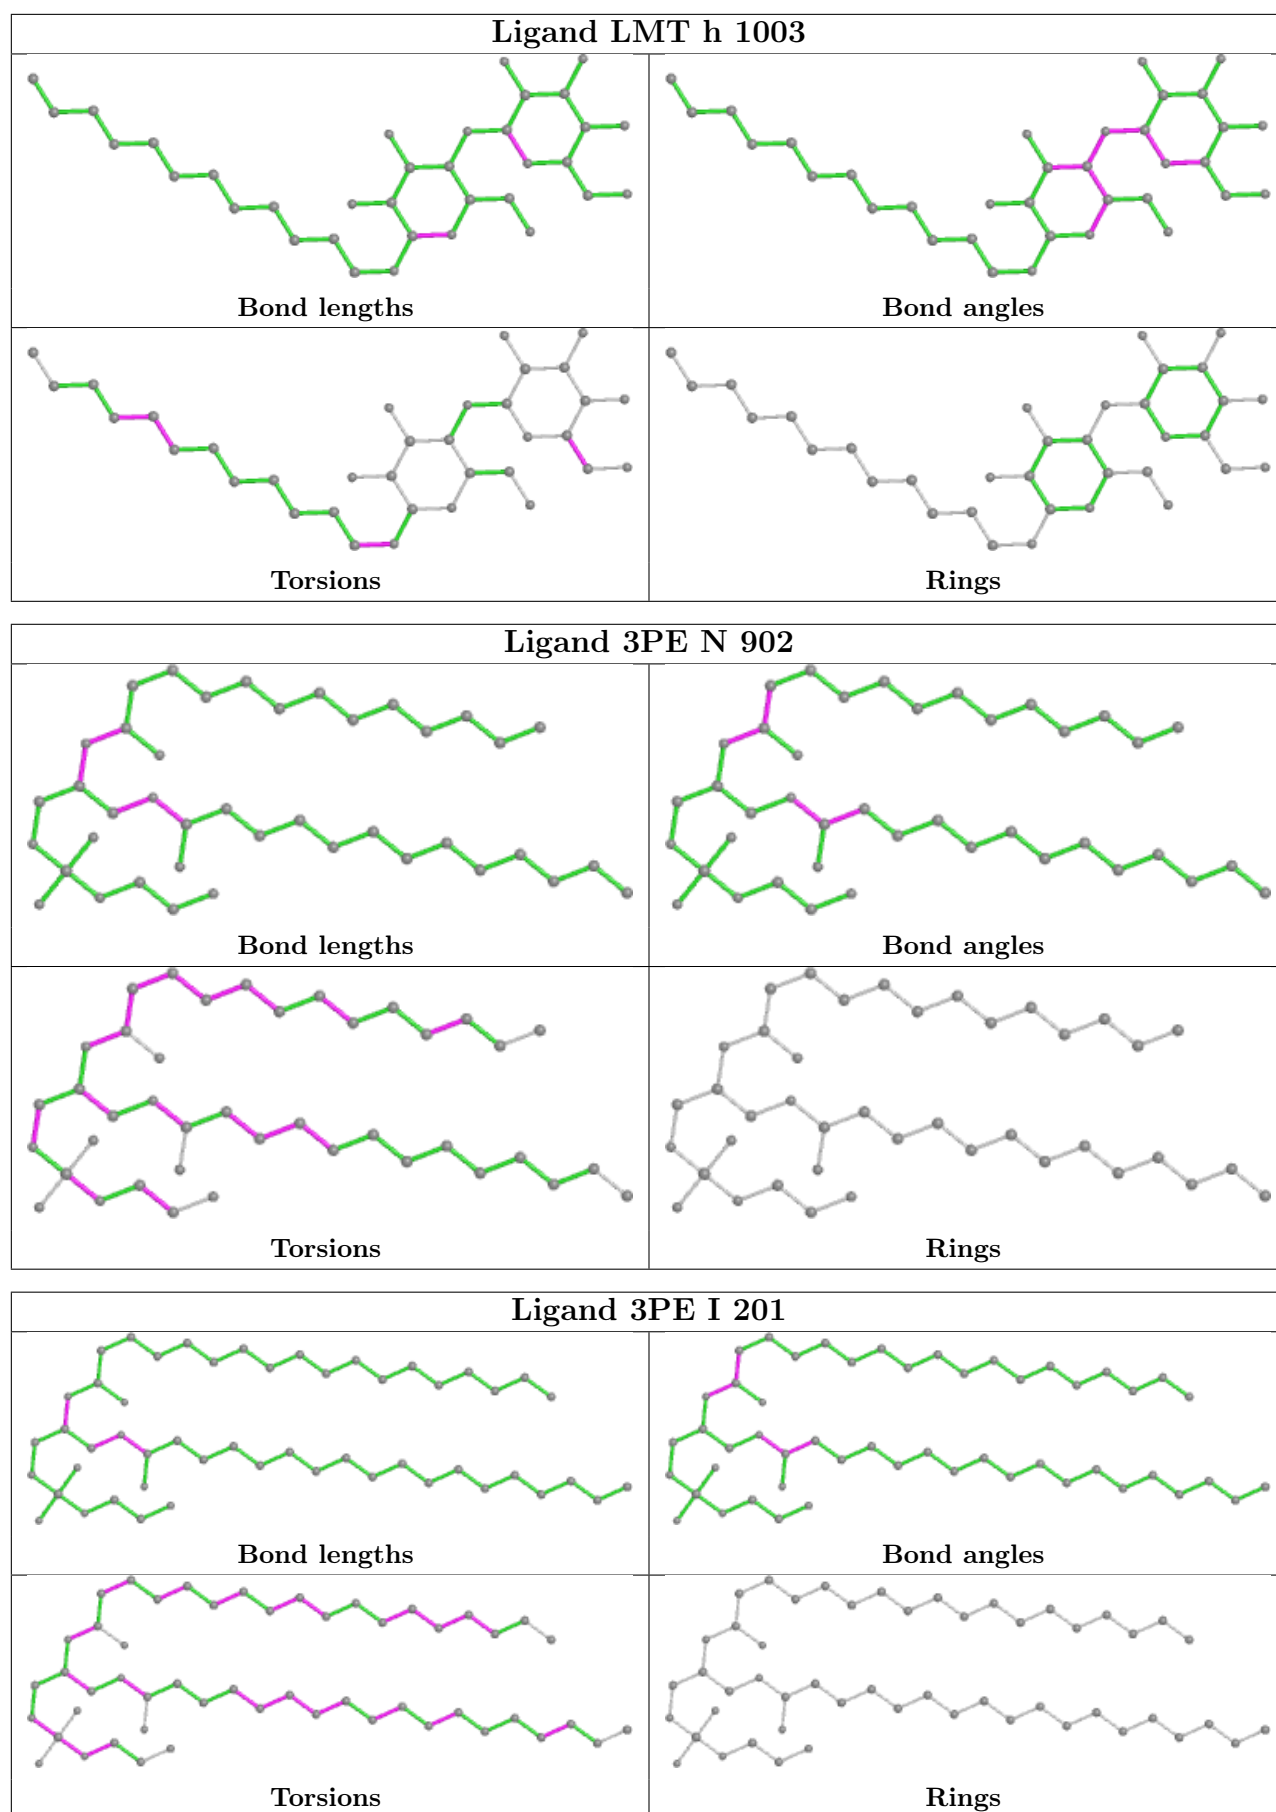 Ligand LMT h 1003
Bond lengths
Bond angles
Torsions
Rings
Ligand 3PE N 902
Bond lengths
Bond angles
Torsions
Rings
Ligand 3PE I 201
Bond lengths
Bond angles
Torsions
Rings